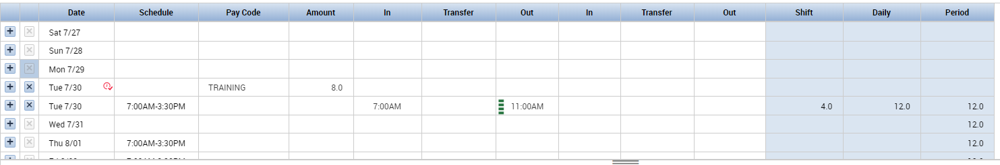 Date Schedule Pay Code Amount In Transfer Out In Transfer Out Shift Daily Period
Sat 7/27
Sun 7/28
Mon 7/29
Tue 7/30 TRAINING 8.0
Tue 7/30 7:00AM-3:30PM 7:00AM 11:00AM 4.0 12.0 12.0
Wed 7/31 12.0
Thu 8/01 7:00AM-3:30PM 12.0